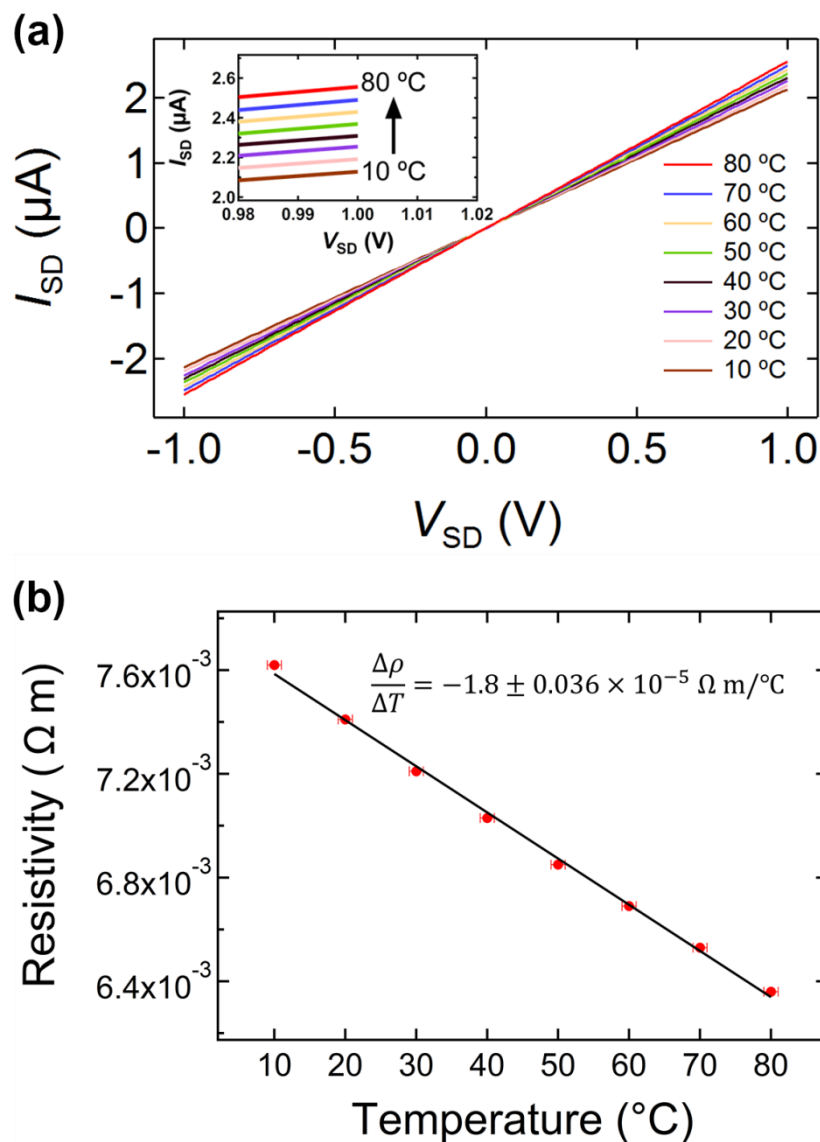 (a)
I_SD (µA)
2
1
0
-1
-2
2.6
2.4
2.2
2.0
I_SD (µA)
80 ºC
10 ºC
0.98 0.99 1.00 1.01 1.02
V_SD (V)
80 ºC
70 ºC
60 ºC
50 ºC
40 ºC
30 ºC
20 ºC
10 ºC
-1.0 -0.5 0.0 0.5 1.0
V_SD (V)
(b)
Resistivity ( Ω m)
7.6x10⁻³
7.2x10⁻³
6.8x10⁻³
6.4x10⁻³
Δρ/ΔT = −1.8 ± 0.036 × 10⁻⁵ Ω m/°C
10 20 30 40 50 60 70 80
Temperature (°C)